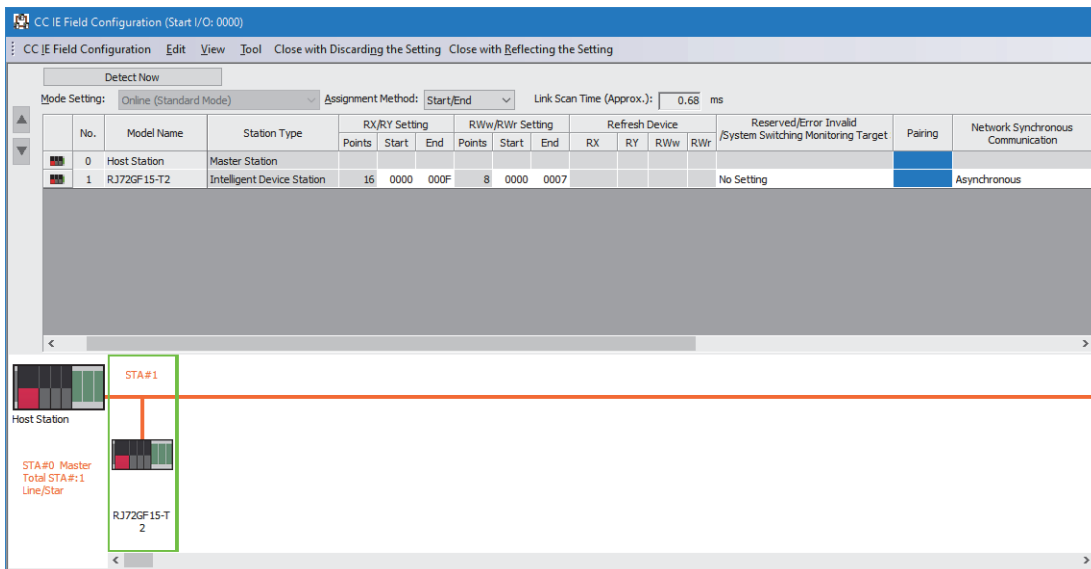 CC IE Field Configuration (Start I/O: 0000)
CC IE Field Configuration Edit View Tool Close with Discarding the Setting Close with Reflecting the Setting
Detect Now
Mode Setting: Online (Standard Mode) Assignment Method: Start/End Link Scan Time (Approx.): 0.68 ms
No. Model Name Station Type RX/RY Setting RWw/RWr Setting Refresh Device Reserved/Error Invalid /System Switching Monitoring Target Pairing Network Synchronous Communication
Points Start End Points Start End RX RY RWw RWr
0 Host Station Master Station
1 RJ72GF15-T2 Intelligent Device Station 16 0000 000F 8 0000 0007 No Setting Asynchronous
STA#1
Host Station
STA#0 Master
Total STA#:1
Line/Star
RJ72GF15-T
2